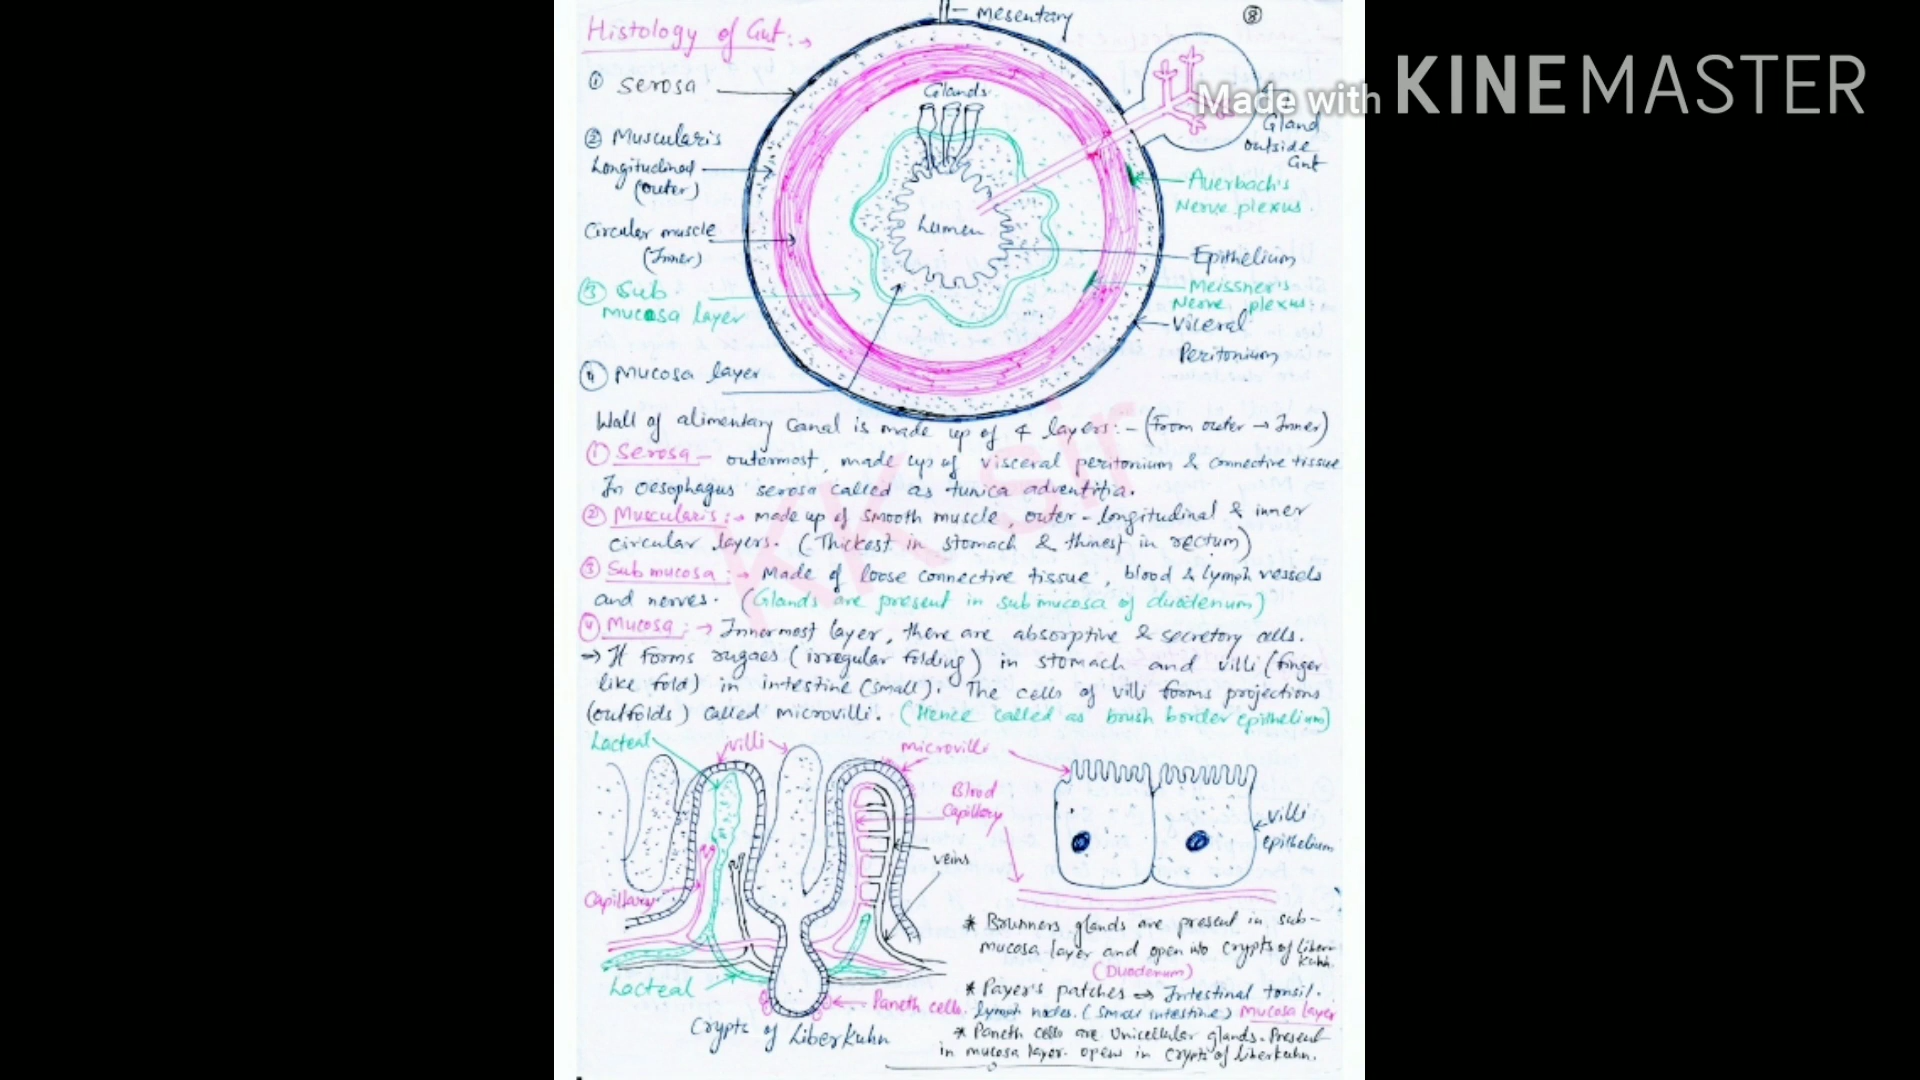 mesentary
⑧
Histology of Gut:→
① Serosa
Glands
Made with KINEMASTER
Gland
outside
Gut
② Muscularis
Longitudinal
(outer)
Auerbach's
Nerve plexus.
Circular muscle
(Inner)
Lumen
Epithelium
③ Sub
mucosa layer
Meissner's
Nerve plexus.
Visceral
Peritonium
④ Mucosa layer
KK Sir
Wall of alimentary Canal is made up of 4 layers:- (From outer → Inner)
① Serosa - outermost, made up of visceral peritonium & connective tissue
In oesophagus serosa called as tunica adventitia.
② Muscularis:→ made up of smooth muscle, outer-longitudinal & inner
circular layers. (Thickest in stomach & thinest in rectum)
③ Sub mucosa:→ Made of loose connective tissue, blood & lymph vessels
and nerves. (Glands are present in submucosa of duodenum)
④ Mucosa:→ Innermost layer, there are absorptive & secretory cells.
→ It forms rugaes (irregular folding) in stomach and villi (finger
like fold) in intestine (small). The cells of villi forms projections
(outfolds) called microvilli. (Hence called as brush border epithelium)
Lacteal
villi
microvilli
Blood
Capillary
villi
epithelium
veins
Capillary
* Brunners glands are present in sub-
mucosa layer and open into crypts of Liber-
kuhn.
(Duodenum)
Lacteal
* Payer's patches → Intestinal tonsil.
Paneth cells.
lymph nodes. (Small intestine) Mucosa layer
Crypts of Liberkuhn
* Paneth cells are Unicellular glands. Present
in mucosa layer. open in crypts of liberkuhn.